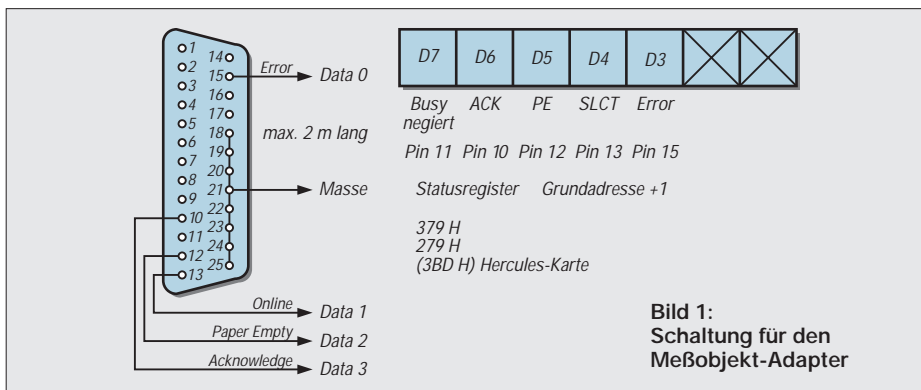 1
2
3
4
5
6
7
8
9
10
11
12
13
14
15
16
17
18
19
20
21
22
23
24
25
Error
Data 0
max. 2 m lang
Masse
Online
Data 1
Paper Empty
Data 2
Acknowledge
Data 3
D7 D6 D5 D4 D3
Busy negiert ACK PE SLCT Error
Pin 11 Pin 10 Pin 12 Pin 13 Pin 15
Statusregister Grundadresse +1
379 H
279 H
(3BD H) Hercules-Karte
Bild 1:
Schaltung für den
Meßobjekt-Adapter